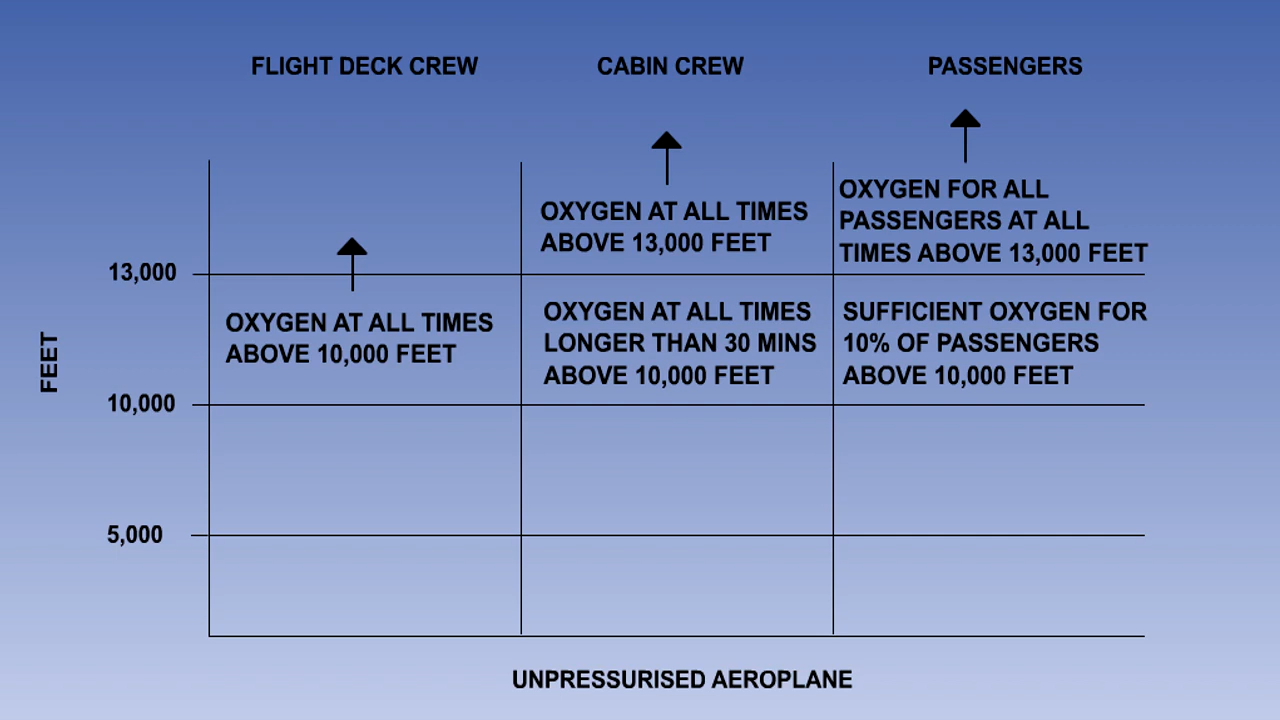 FLIGHT DECK CREW
CABIN CREW
PASSENGERS
OXYGEN AT ALL TIMES
ABOVE 13,000 FEET
OXYGEN FOR ALL
PASSENGERS AT ALL
TIMES ABOVE 13,000 FEET
13,000
OXYGEN AT ALL TIMES
ABOVE 10,000 FEET
OXYGEN AT ALL TIMES
LONGER THAN 30 MINS
ABOVE 10,000 FEET
SUFFICIENT OXYGEN FOR
10% OF PASSENGERS
ABOVE 10,000 FEET
FEET
10,000
5,000
UNPRESSURISED AEROPLANE